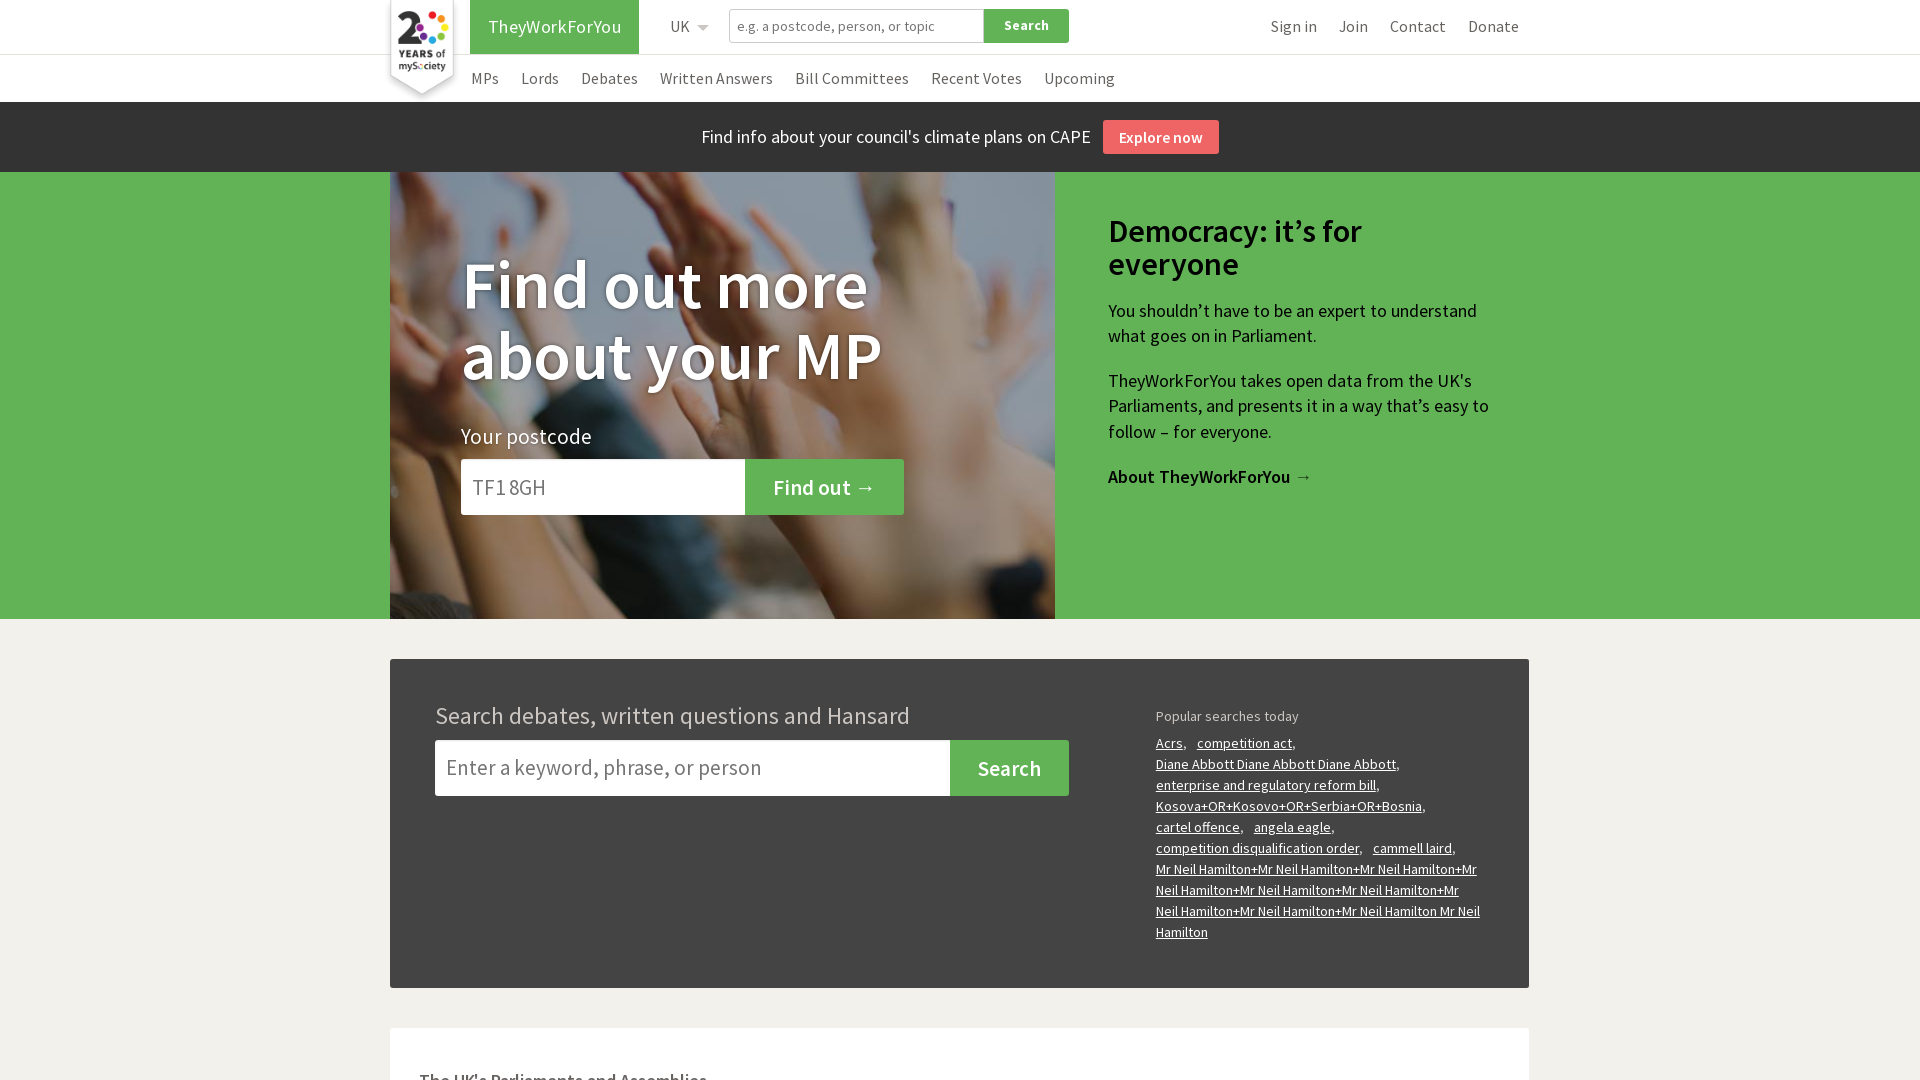 20
YEARS of
mySociety
TheyWorkForYou
UK
e.g. a postcode, person, or topic
Search
Sign in
Join
Contact
Donate
MPs
Lords
Debates
Written Answers
Bill Committees
Recent Votes
Upcoming
Find info about your council's climate plans on CAPE
Explore now
Find out more
about your MP
Your postcode
TF1 8GH
Find out →
Democracy: it’s for
everyone
You shouldn’t have to be an expert to understand
what goes on in Parliament.
TheyWorkForYou takes open data from the UK's
Parliaments, and presents it in a way that’s easy to
follow – for everyone.
About TheyWorkForYou →
Search debates, written questions and Hansard
Enter a keyword, phrase, or person
Search
Popular searches today
Acrs, competition act,
Diane Abbott Diane Abbott Diane Abbott,
enterprise and regulatory reform bill,
Kosova+OR+Kosovo+OR+Serbia+OR+Bosnia,
cartel offence, angela eagle,
competition disqualification order, cammell laird,
Mr Neil Hamilton+Mr Neil Hamilton+Mr Neil Hamilton+Mr
Neil Hamilton+Mr Neil Hamilton+Mr Neil Hamilton+Mr
Neil Hamilton+Mr Neil Hamilton+Mr Neil Hamilton Mr Neil
Hamilton
The UK's Parliaments and Assemblies